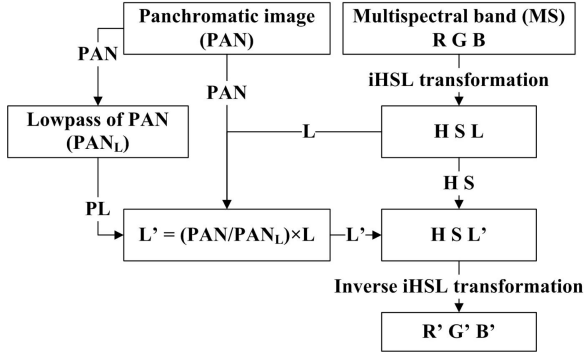 Panchromatic image
(PAN)
Multispectral band (MS)
R G B
PAN
PAN
iHSL transformation
Lowpass of PAN
(PANL)
L
H S L
H S
PL
L' = (PAN/PANL)×L
L'
H S L'
Inverse iHSL transformation
R' G' B'